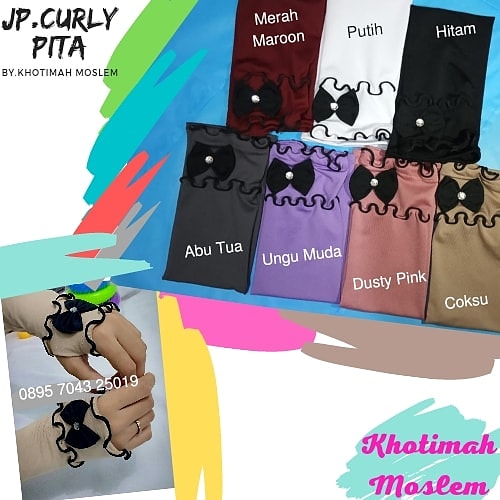 JP.CURLY
PITA
BY.KHOTIMAH MOSLEM
Merah
Maroon
Putih
Hitam
Abu Tua
Ungu Muda
Dusty Pink
Coksu
0895 7043 25019
Khotimah
Moslem